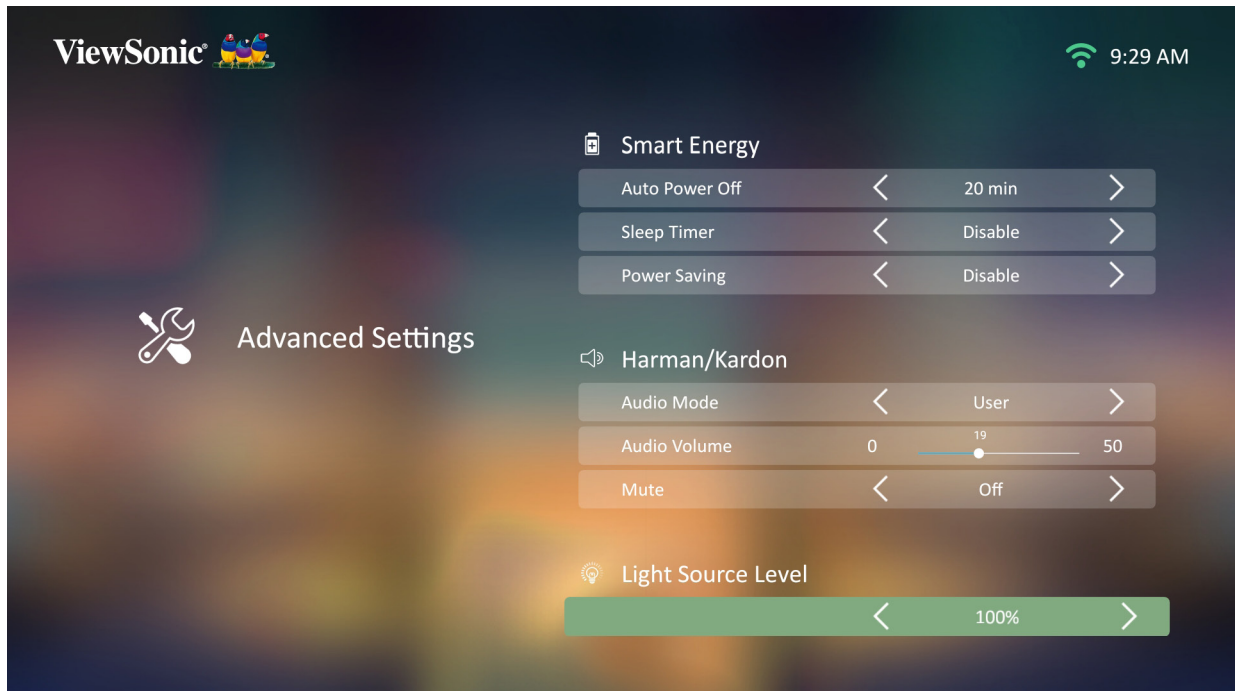 ViewSonic®
9:29 AM
Smart Energy
Auto Power Off 20 min
Sleep Timer Disable
Power Saving Disable
Advanced Settings
Harman/Kardon
Audio Mode User
Audio Volume 0 19 50
Mute Off
Light Source Level
100%